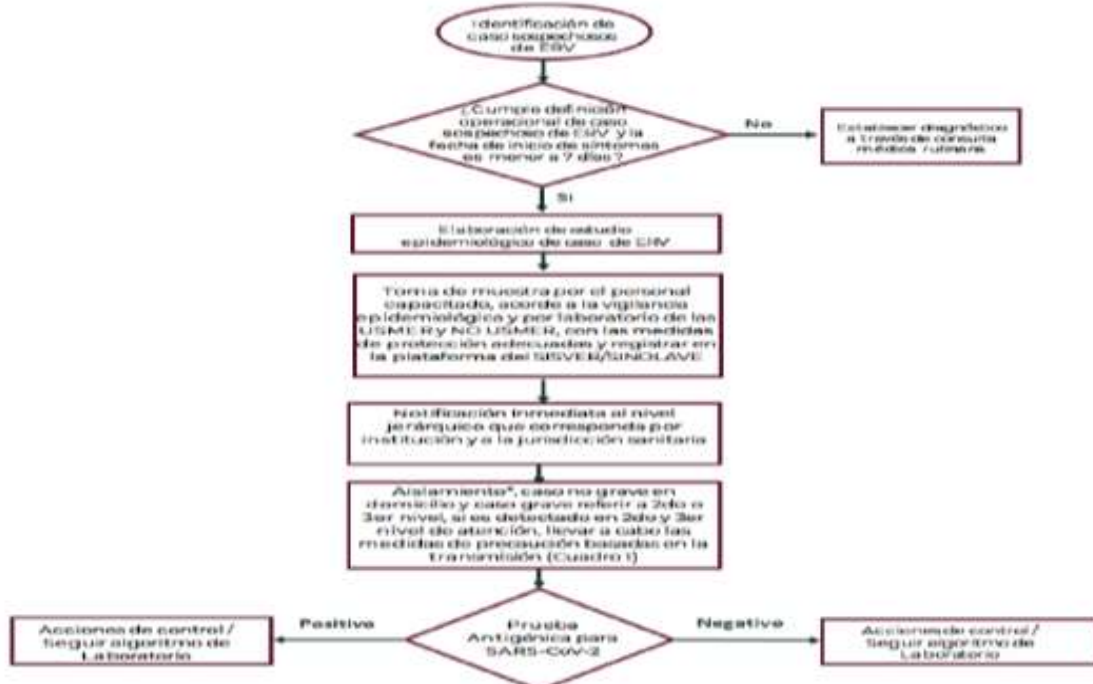 Identificación de
caso sospechosos
de ERV
¿Cumple definición
operacional de caso
sospechoso de ERV y la
fecha de inicio de síntomas
es menor a 7 días?
No
Establecer diagnóstico
a través de consulta
médica rutinaria
Si
Elaboración de estudio
epidemiológico de caso de ERV
Toma de muestra por el personal
capacitado, acorde a la vigilancia
epidemiológica y por laboratorio de las
USMER y NO USMER, con las medidas
de protección adecuadas y registrar en
la plataforma del SISVER/SINOLAVE
Notificación Inmediata al nivel
jerárquico que corresponda por
institución y a la jurisdicción sanitaria
Aislamiento*, caso no grave en
domicilio y caso grave referir a 2do o
3er nivel, si es detectado en 2do y 3er
nivel de atención, llevar a cabo las
medidas de precaución basadas en la
transmisión (Cuadro I)
Prueba
Antigénica para
SARS-CoV-2
Positivo
Negativo
Acciones de control /
Seguir algoritmo de
Laboratorio
Acciones de control /
Seguir algoritmo de
Laboratorio